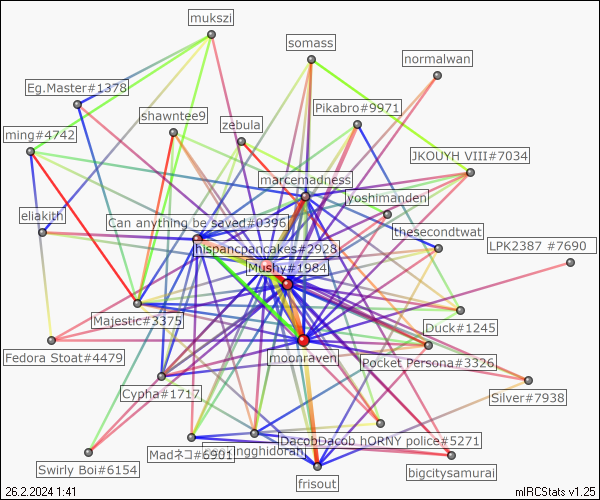 mukszi
somass
normalwan
Eg.Master#1378
shawntee9
zebula
Pikabro#9971
ming#4742
JKOUYH VIII#7034
marcemadness
yoshimanden
eliakith
Can anything be saved#0396
thesecondtwat
hispancpancakes#2928
LPK2387 #7690
Mushy#1984
Majestic#3375
Duck#1245
Fedora Stoat#4479
moonraven
Pocket Persona#3326
Cypha#1717
Silver#7938
DacobDacob hORNY police#5271
Madネコ#6901
ngghidorah
Swirly Boi#6154
bigcitysamurai
frisout
26.2.2024 1:41
mIRCStats v1.25